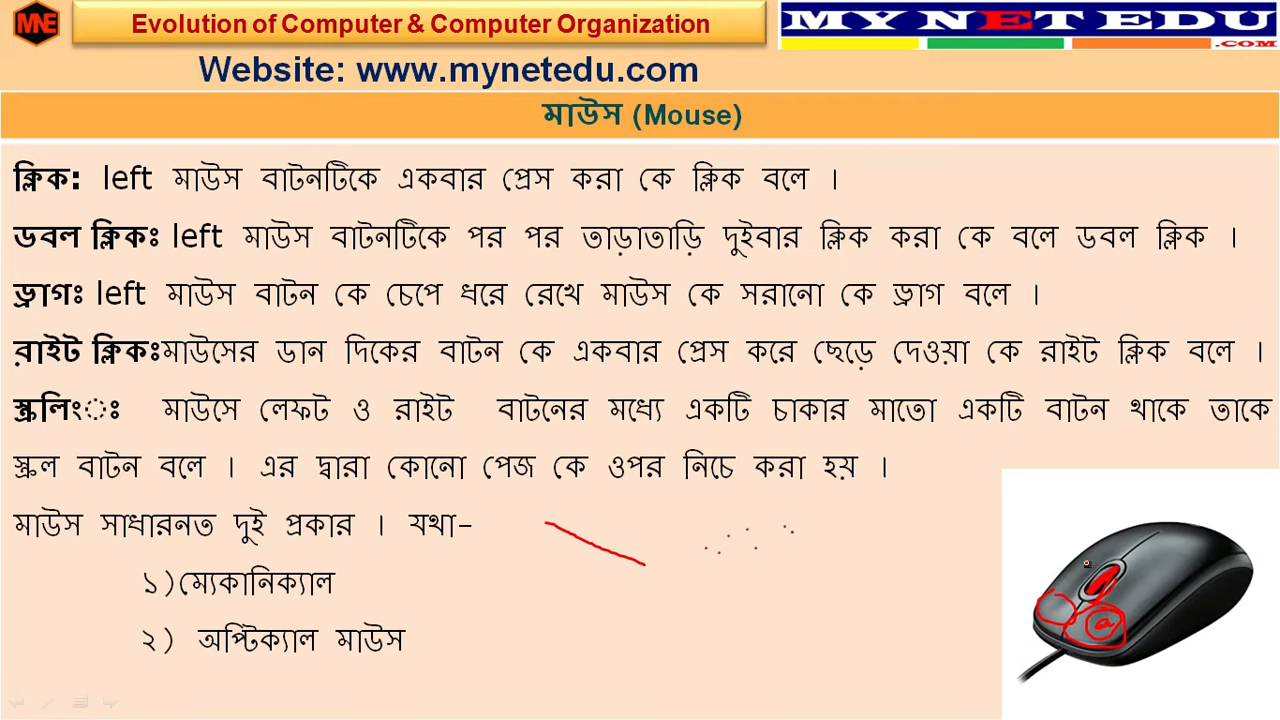 MNE
Evolution of Computer & Computer Organization
MY NET EDU
.COM
Website: www.mynetedu.com
মাউস (Mouse)
ক্লিক: left মাউস বাটনটিকে একবার প্রেস করা কে ক্লিক বলে ।
ডবল ক্লিকঃ left মাউস বাটনটিকে পর পর তাড়াতাড়ি দুইবার ক্লিক করা কে বলে ডবল ক্লিক ।
ড্রাগঃ left মাউস বাটন কে চেপে ধরে রেখে মাউস কে সরানো কে ড্রাগ বলে ।
রাইট ক্লিকঃমাউসের ডান দিকের বাটন কে একবার প্রেস করে ছেড়ে দেওয়া কে রাইট ক্লিক বলে ।
স্ক্রলিংঃ মাউসে লেফট ও রাইট বাটনের মধ্যে একটি চাকার মাতো একটি বাটন থাকে তাকে
স্ক্রল বাটন বলে । এর দ্বারা কোনো পেজ কে ওপর নিচে করা হয় ।
মাউস সাধারনত দুই প্রকার । যথা–
১)ম্যেকানিক্যাল
২) অপ্টিক্যাল মাউস